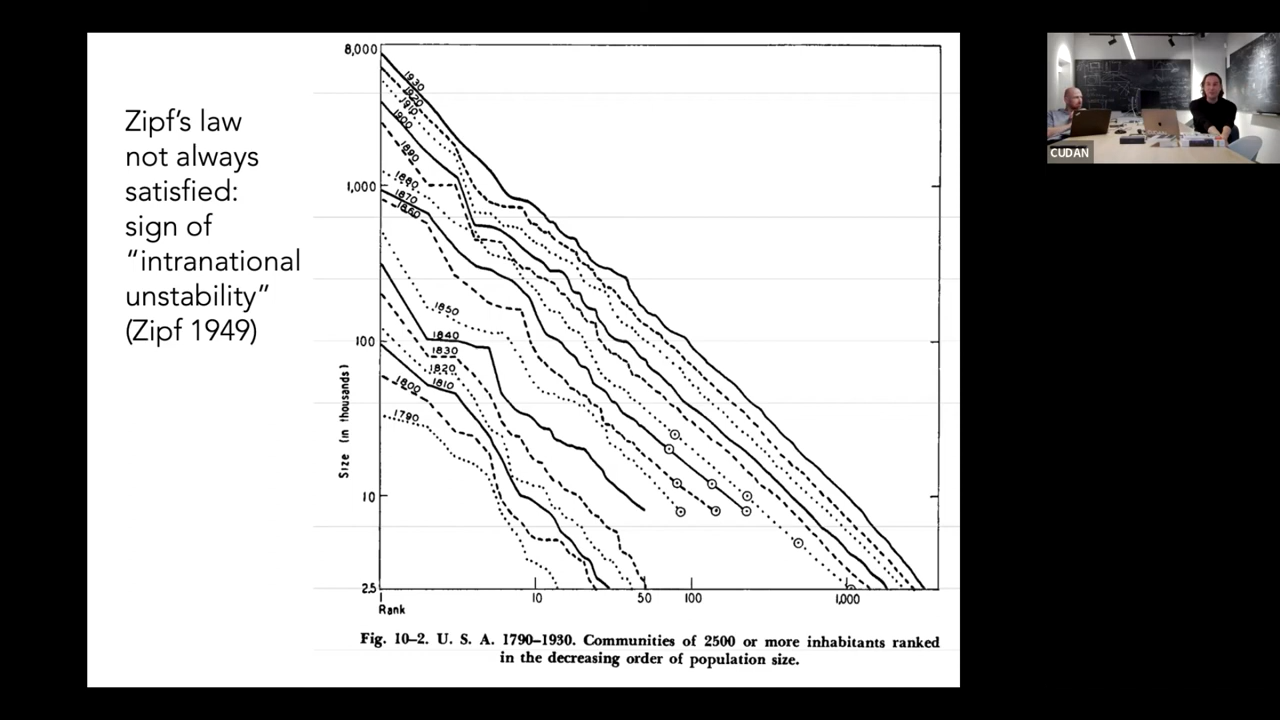 Zipf’s law
not always
satisfied:
sign of
“intranational
unstability”
(Zipf 1949)
8,000
1,000
100
10
2.5
Size (in thousands)
1930
1920
1910
1900
1890
1880
1870
1860
1850
1840
1830
1820
1810
1800
1790
1
10
50
100
1,000
Rank
Fig. 10–2. U. S. A. 1790–1930. Communities of 2500 or more inhabitants ranked
in the decreasing order of population size.
CUDAN